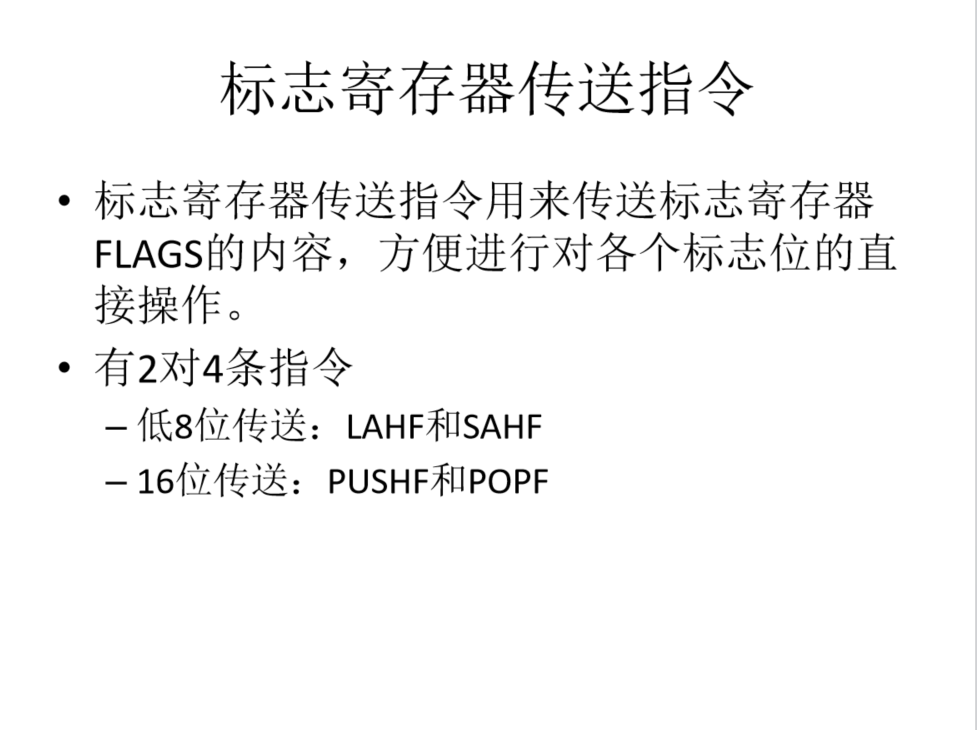 标志寄存器传送指令
• 标志寄存器传送指令用来传送标志寄存器
FLAGS的内容，方便进行对各个标志位的直
接操作。
• 有2对4条指令
– 低8位传送：LAHF和SAHF
– 16位传送：PUSHF和POPF